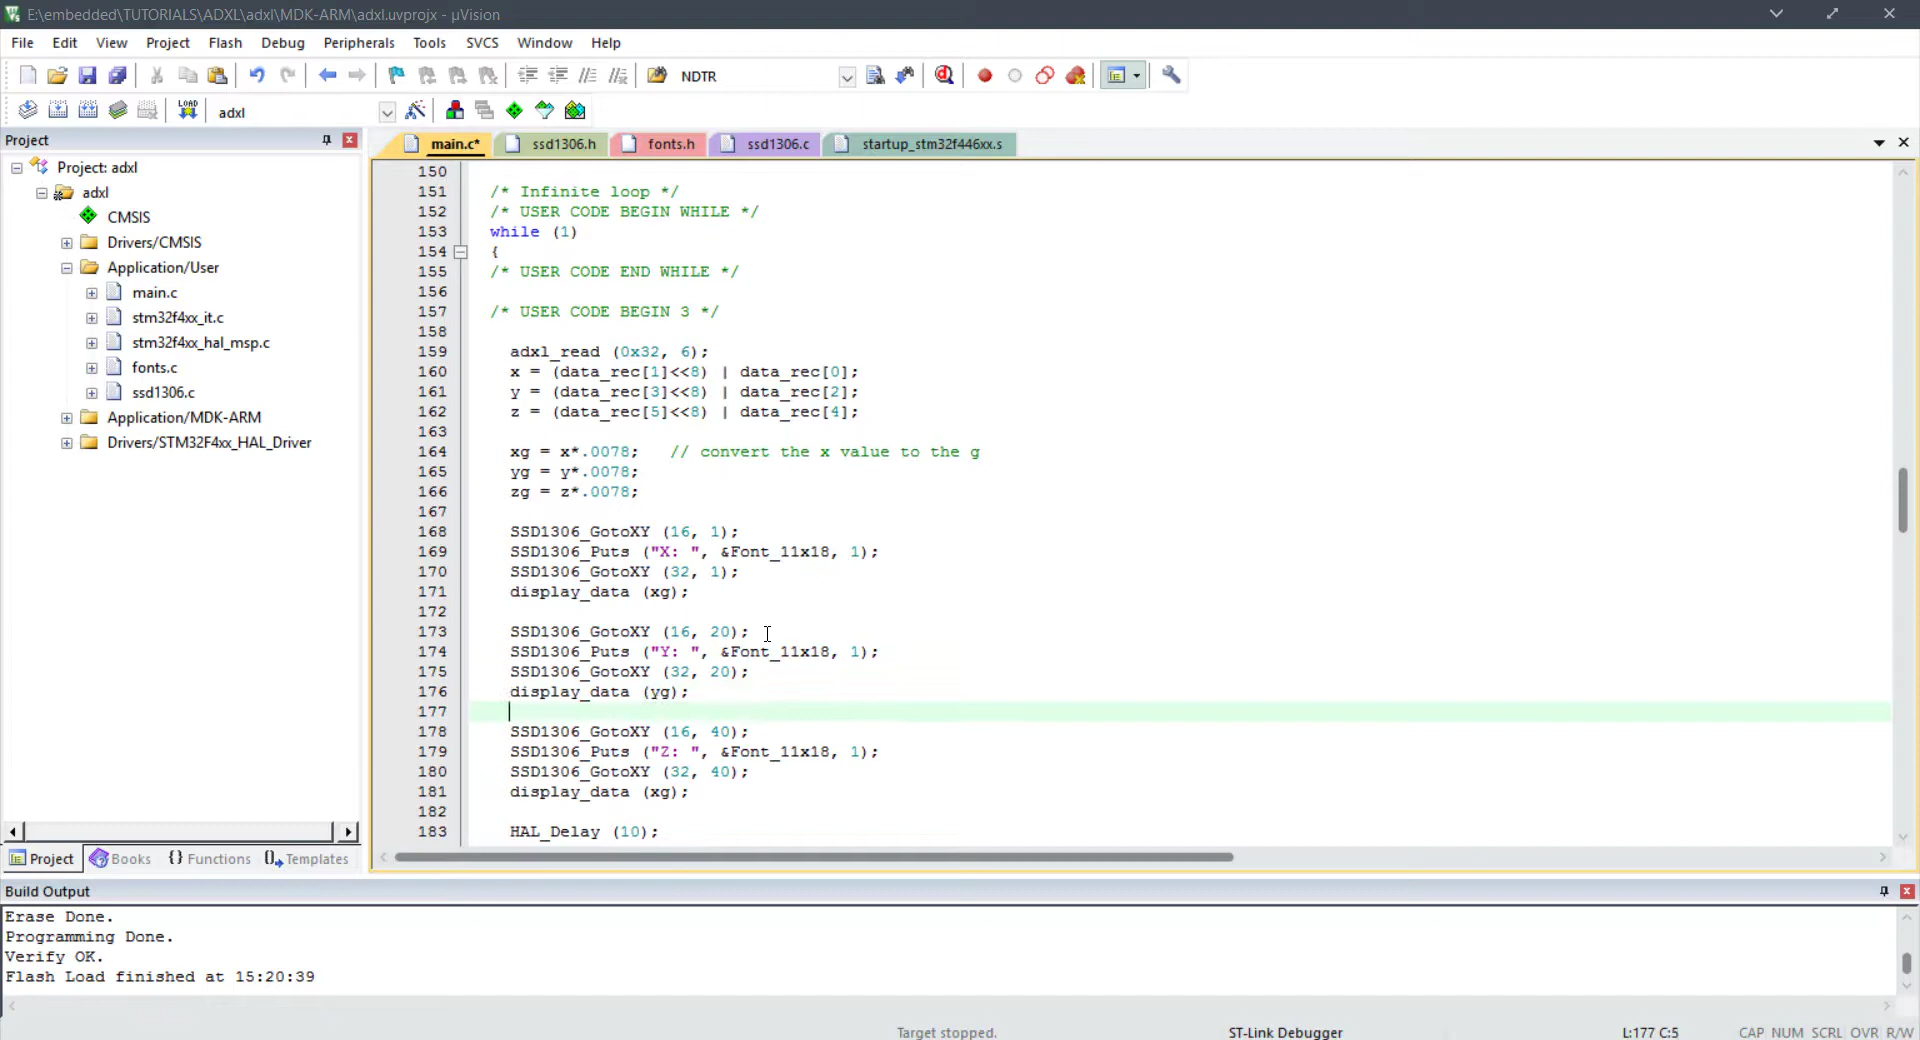 E:\embedded\TUTORIALS\ADXL\adxl\MDK-ARM\adxl.uvprojx - µVision
File Edit View Project Flash Debug Peripherals Tools SVCS Window Help
NDTR
LOAD adxl
Project
main.c* ssd1306.h fonts.h ssd1306.c startup_stm32f446xx.s
Project: adxl
adxl
CMSIS
Drivers/CMSIS
Application/User
main.c
stm32f4xx_it.c
stm32f4xx_hal_msp.c
fonts.c
ssd1306.c
Application/MDK-ARM
Drivers/STM32F4xx_HAL_Driver
Project Books {} Functions Templates
150
151 /* Infinite loop */
152 /* USER CODE BEGIN WHILE */
153 while (1)
154 {
155 /* USER CODE END WHILE */
156
157 /* USER CODE BEGIN 3 */
158
159 adxl_read (0x32, 6);
160 x = (data_rec[1]<<8) | data_rec[0];
161 y = (data_rec[3]<<8) | data_rec[2];
162 z = (data_rec[5]<<8) | data_rec[4];
163
164 xg = x*.0078; // convert the x value to the g
165 yg = y*.0078;
166 zg = z*.0078;
167
168 SSD1306_GotoXY (16, 1);
169 SSD1306_Puts ("X: ", &Font_11x18, 1);
170 SSD1306_GotoXY (32, 1);
171 display_data (xg);
172
173 SSD1306_GotoXY (16, 20);
174 SSD1306_Puts ("Y: ", &Font_11x18, 1);
175 SSD1306_GotoXY (32, 20);
176 display_data (yg);
177
178 SSD1306_GotoXY (16, 40);
179 SSD1306_Puts ("Z: ", &Font_11x18, 1);
180 SSD1306_GotoXY (32, 40);
181 display_data (xg);
182
183 HAL_Delay (10);
Build Output
Erase Done.
Programming Done.
Verify OK.
Flash Load finished at 15:20:39
Target stopped. ST-Link Debugger L:177 C:5 CAP NUM SCRL OVR R/W